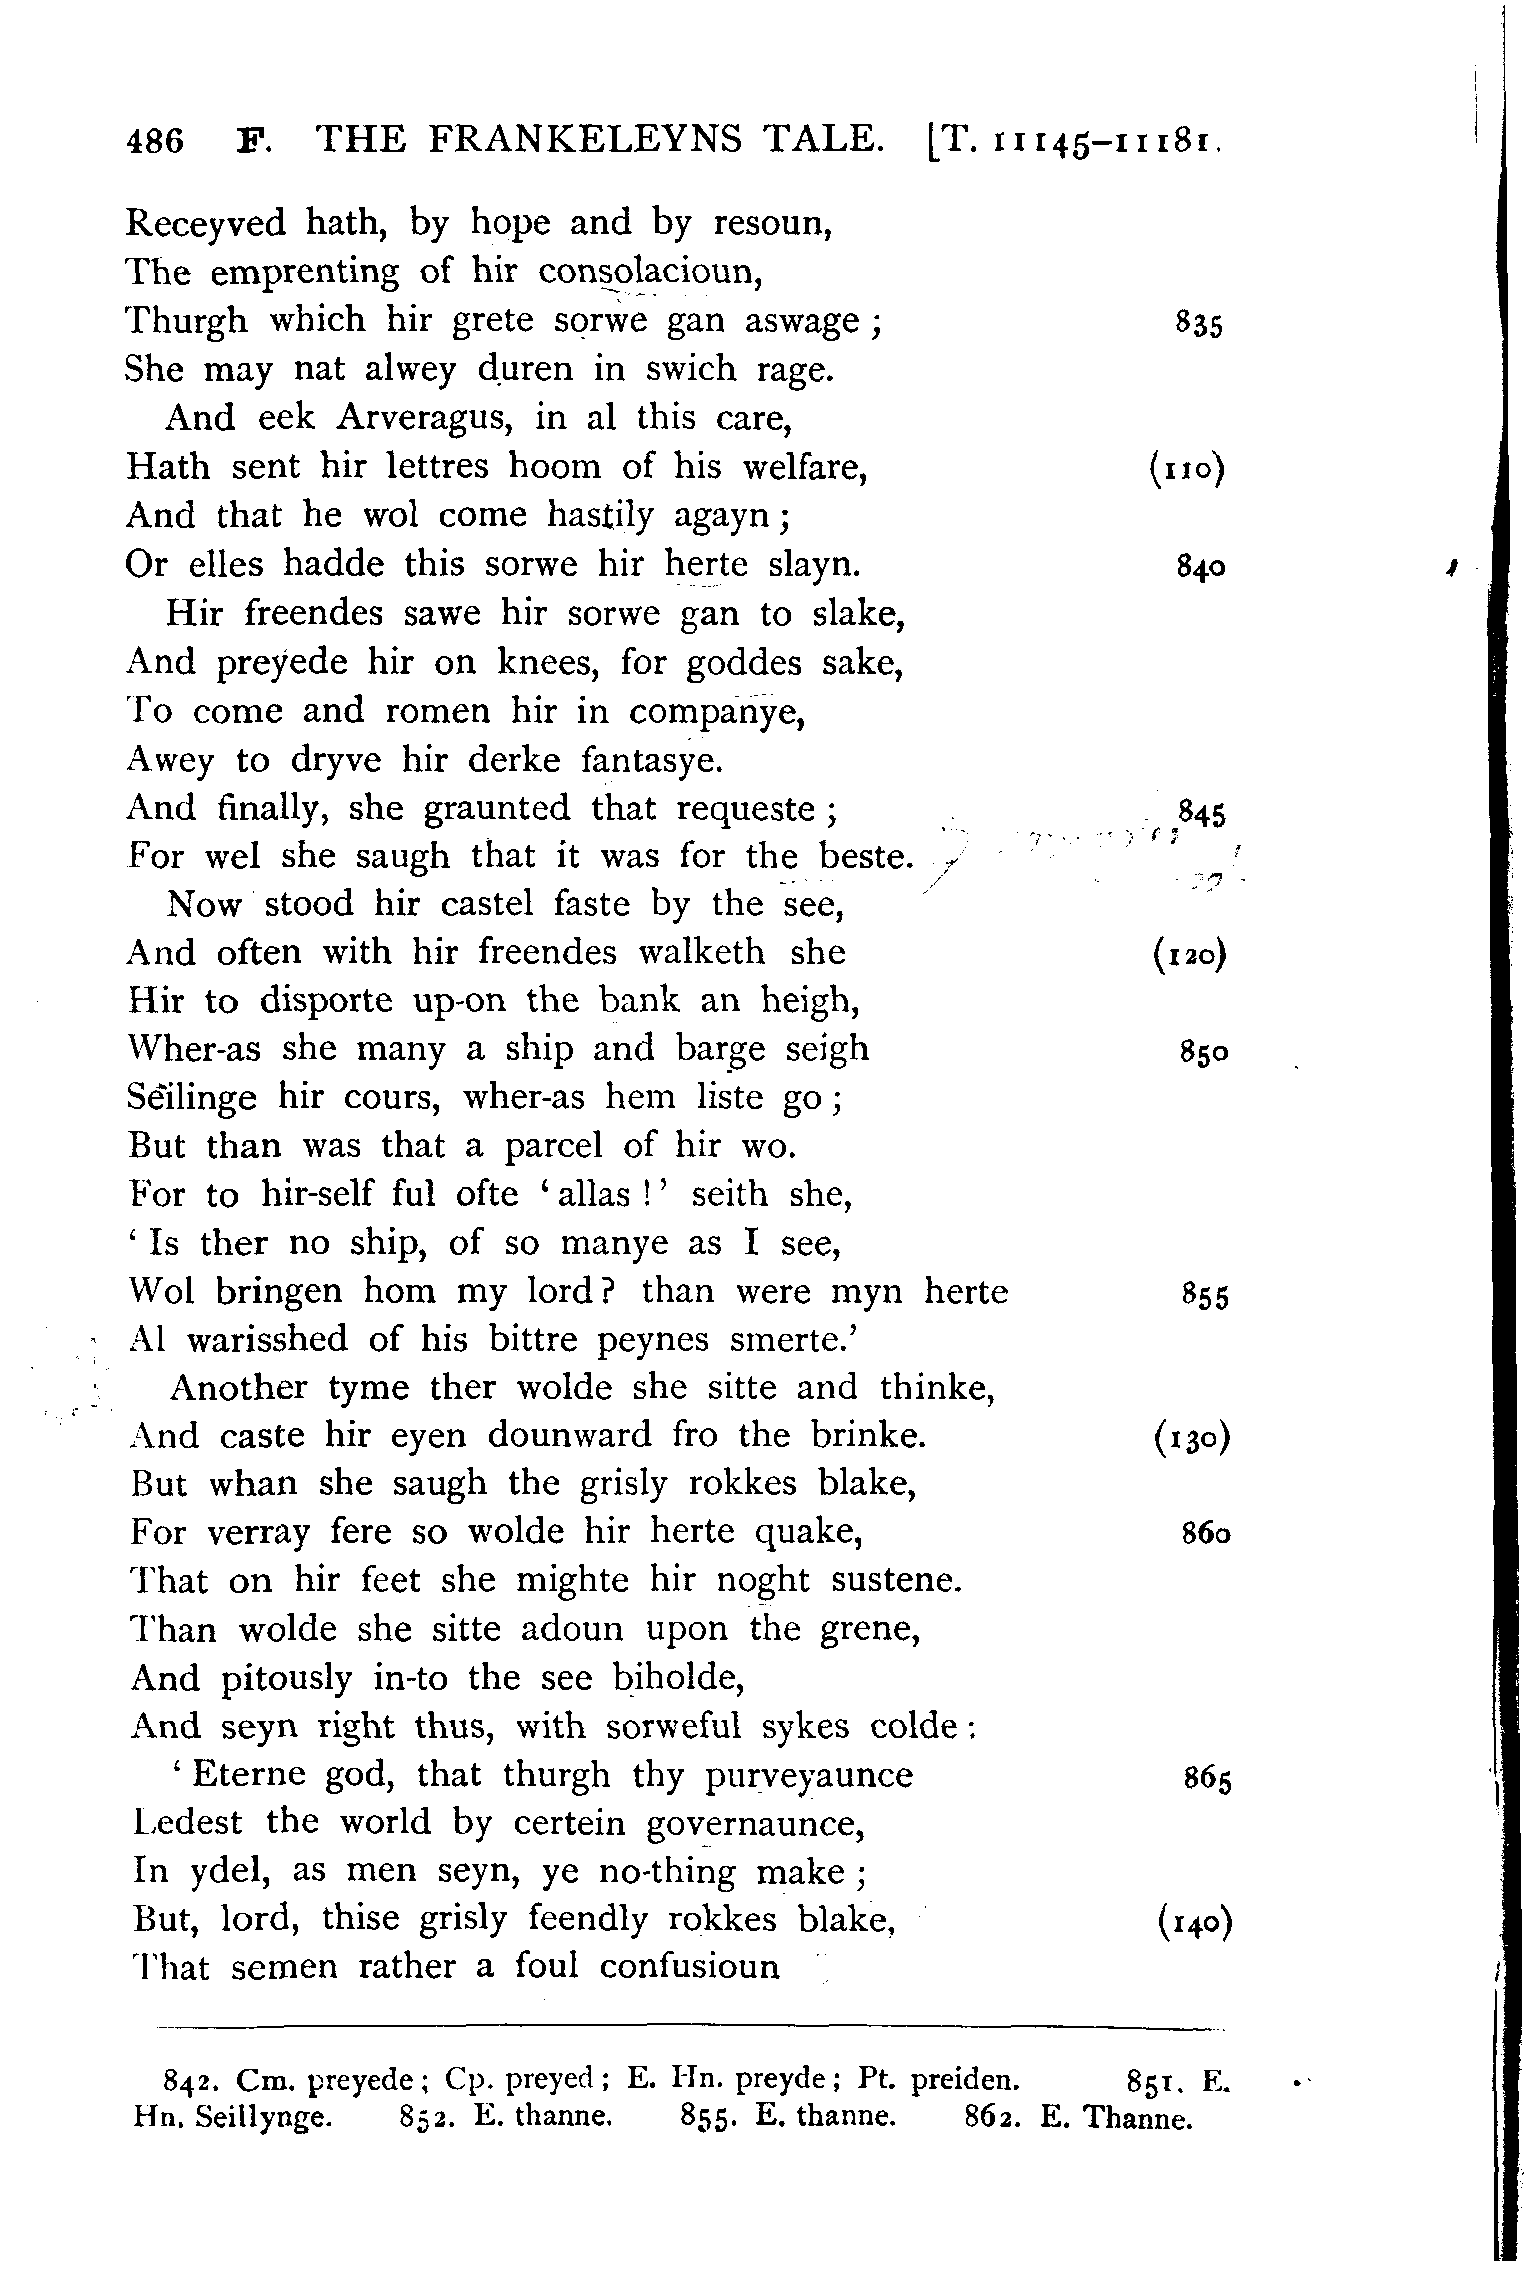 486 F. THE FRANKELEYNS TALE. [T. 11145–11181.
Receyved hath, by hope and by resoun,
The emprenting of hir consolacioun,
Thurgh which hir grete sorwe gan aswage ; 835
She may nat alwey duren in swich rage.
And eek Arveragus, in al this care,
Hath sent hir lettres hoom of his welfare, (110)
And that he wol come hastily agayn ;
Or elles hadde this sorwe hir herte slayn. 840
Hir freendes sawe hir sorwe gan to slake,
And preyede hir on knees, for goddes sake,
To come and romen hir in companye,
Awey to dryve hir derke fantasye.
And finally, she graunted that requeste ; 845
For wel she saugh that it was for the beste.
Now stood hir castel faste by the see,
And often with hir freendes walketh she (120)
Hir to disporte up-on the bank an heigh,
Wher-as she many a ship and barge seigh 850
Seilinge hir cours, wher-as hem liste go ;
But than was that a parcel of hir wo.
For to hir-self ful ofte ‘ allas ! ’ seith she,
‘ Is ther no ship, of so manye as I see,
Wol bringen hom my lord ? than were myn herte 855
Al warisshed of his bittre peynes smerte.’
Another tyme ther wolde she sitte and thinke,
And caste hir eyen dounward fro the brinke. (130)
But whan she saugh the grisly rokkes blake,
For verray fere so wolde hir herte quake, 860
That on hir feet she mighte hir noght sustene.
Than wolde she sitte adoun upon the grene,
And pitously in-to the see biholde,
And seyn right thus, with sorweful sykes colde :
‘ Eterne god, that thurgh thy purveyaunce 865
Ledest the world by certein governaunce,
In ydel, as men seyn, ye no-thing make ;
But, lord, thise grisly feendly rokkes blake, (140)
That semen rather a foul confusioun
842. Cm. preyede ; Cp. preyed ; E. Hn. preyde ; Pt. preiden. 851. E.
Hn. Seillynge. 852. E. thanne. 855. E. thanne. 862. E. Thanne.